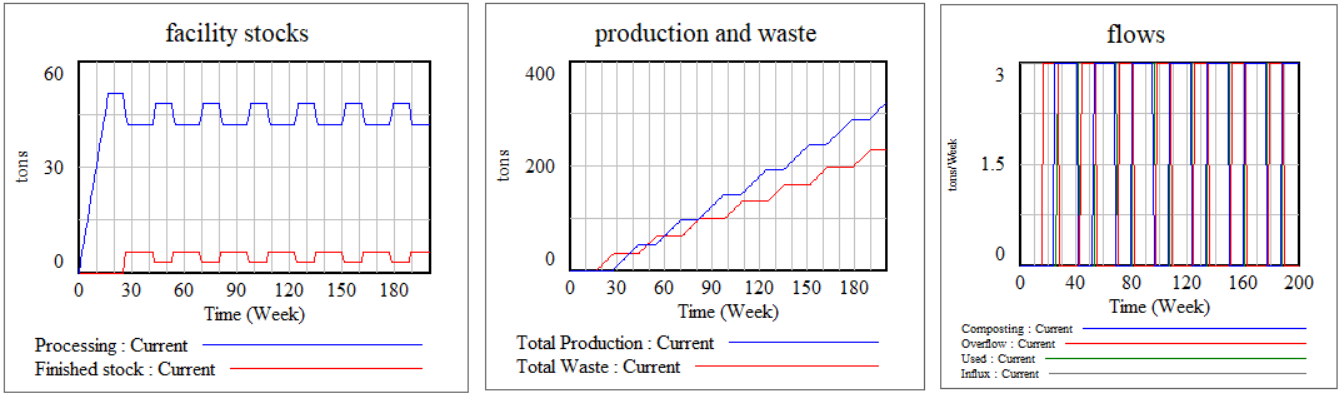 facility stocks
60
30
0
tons
0 30 60 90 120 150 180
Time (Week)
Processing : Current
Finished stock : Current
production and waste
400
200
0
tons
0 30 60 90 120 150 180
Time (Week)
Total Production : Current
Total Waste : Current
flows
3
1.5
0
tons/Week
0 40 80 120 160 200
Time (Week)
Composting : Current
Overflow : Current
Used : Current
Influx : Current